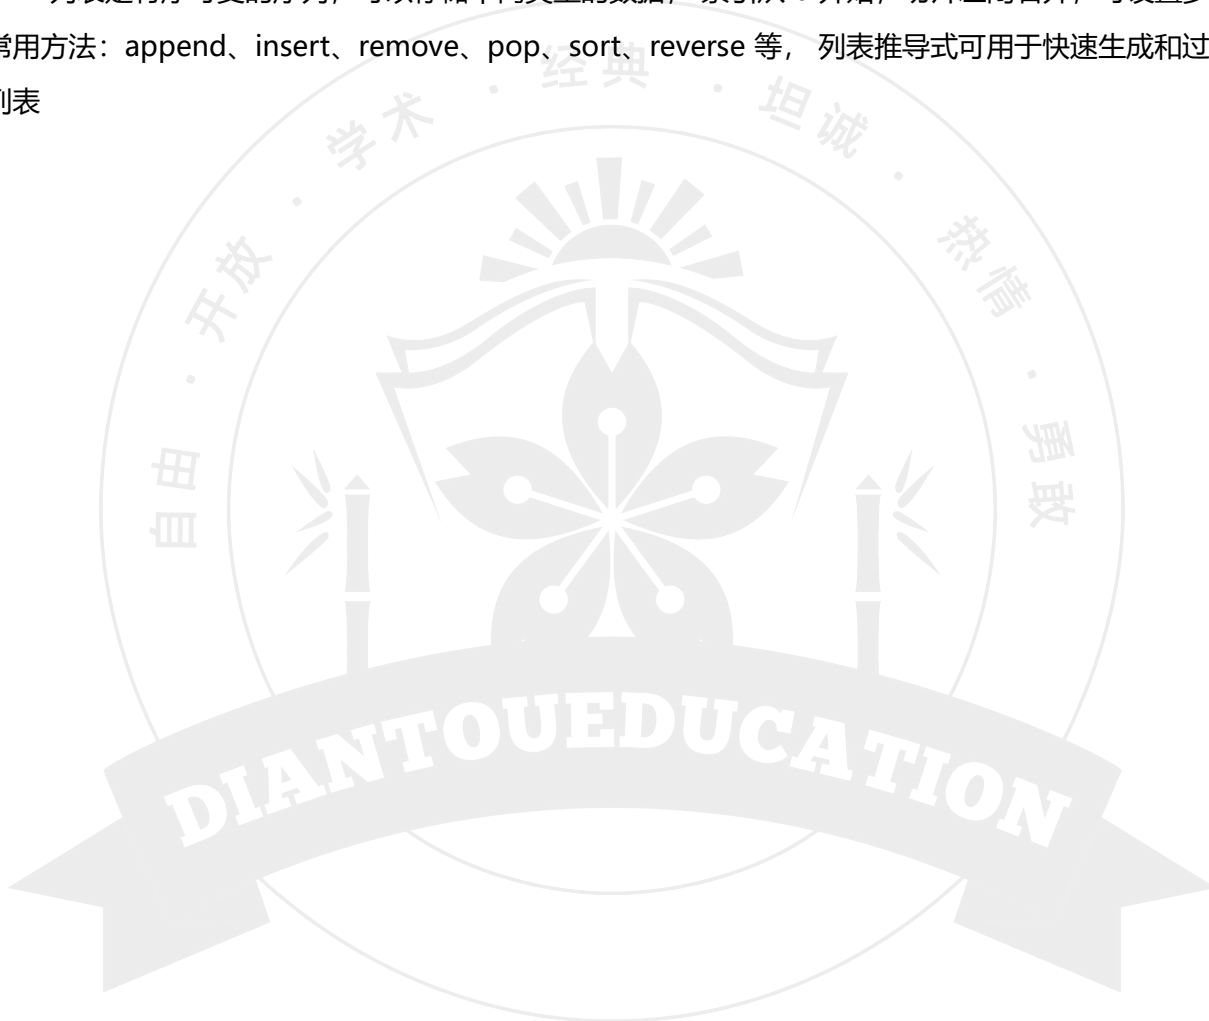 常用方法：append、insert、remove、pop、sort、reverse 等， 列表推导式可用于快速生成和过
列表
自由 · 开放 · 学术 · 经典 · 坦诚 · 热情 · 勇敢
DIANTOUEDUCATION